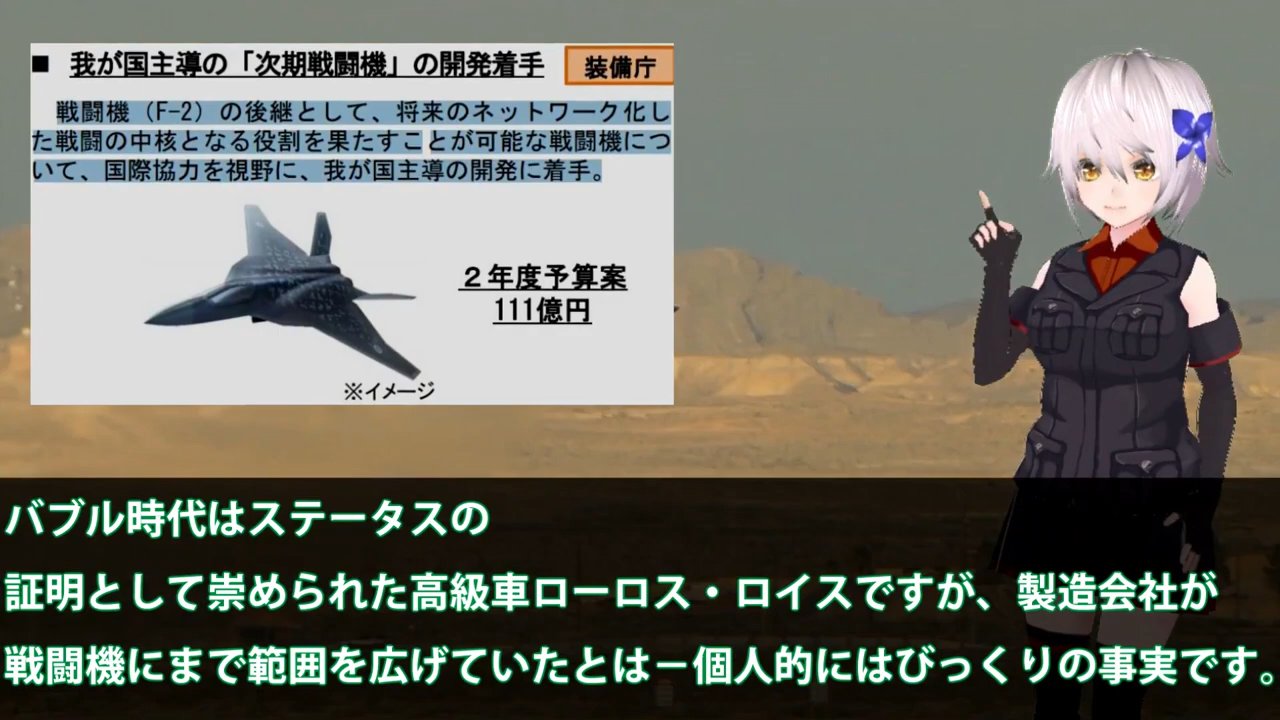 ■ 我が国主導の「次期戦闘機」の開発着手
装備庁
戦闘機（F-2）の後継として、将来のネットワーク化し
た戦闘の中核となる役割を果たすことが可能な戦闘機につ
いて、国際協力を視野に、我が国主導の開発に着手。
２年度予算案
111億円
※イメージ
バブル時代はステータスの
証明として崇められた高級車ローロス・ロイスですが、製造会社が
戦闘機にまで範囲を広げていたとは－個人的にはびっくりの事実です。